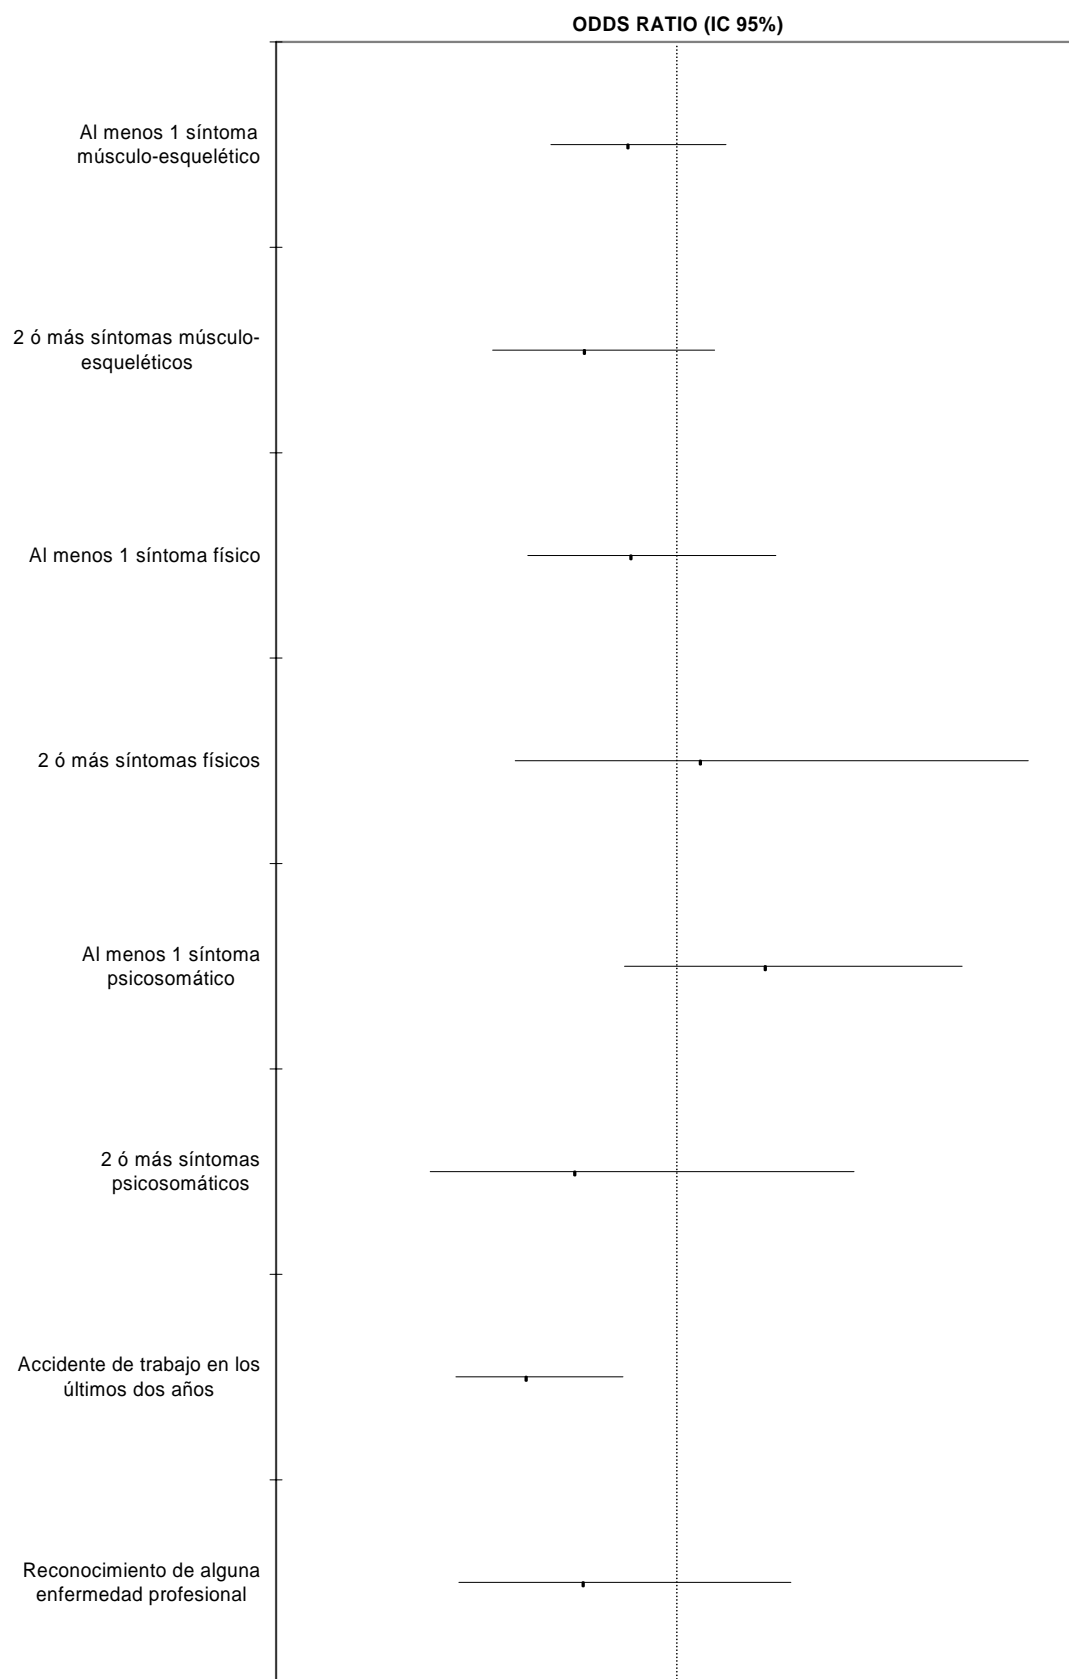 ODDS RATIO (IC 95%)
Al menos 1 síntoma
músculo-esquelético
2 ó más síntomas músculo-
esqueléticos
Al menos 1 síntoma físico
2 ó más síntomas físicos
Al menos 1 síntoma
psicosomático
2 ó más síntomas
psicosomáticos
Accidente de trabajo en los
últimos dos años
Reconocimiento de alguna
enfermedad profesional